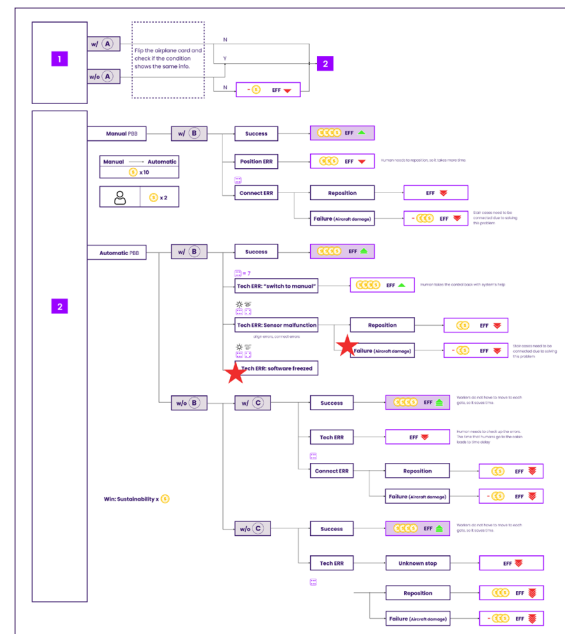 1
w/ A
w/o A
Flip the airplane card and
check if the condition
shows the same info.
N
Y
N
- EFF
2
2
Manual PBB
w/ B
Success
EFF
Manual Automatic
x 10
x 2
Position ERR
EFF
Connect ERR
Reposition
EFF
Failure (Aircraft damage)
- EFF
Automatic PBB
w/ B
Success
EFF
= 7
Tech ERR: "switch to manual"
EFF
Tech ERR: Sensor malfunction
Reposition
EFF
Failure (Aircraft damage)
- EFF
Tech ERR: software freezed
w/o B
w/ C
Success
EFF
Tech ERR
EFF
Connect ERR
Reposition
EFF
Failure (Aircraft damage)
- EFF
Win: Sustainability x
w/o C
Success
EFF
Tech ERR
Unknown stop
EFF
Reposition
EFF
Failure (Aircraft damage)
- EFF